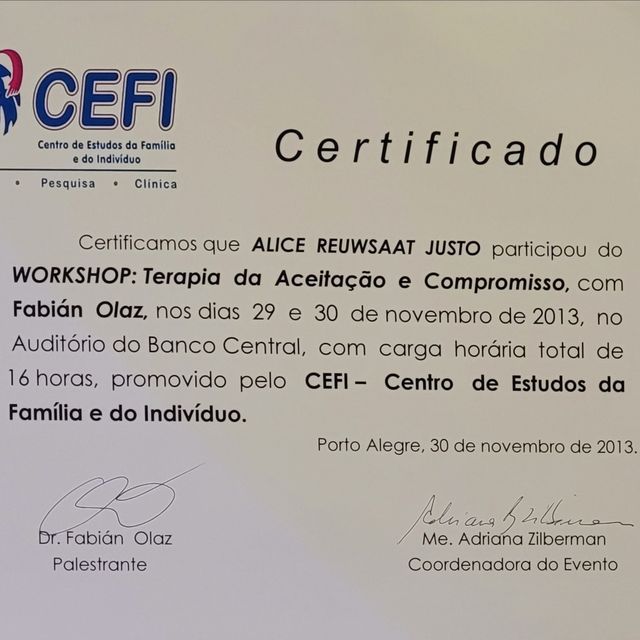 CEFI
Centro de Estudos da Família
e do Indivíduo
• Pesquisa • Clínica
Certificado
Certificamos que ALICE REUWSAAT JUSTO participou do
WORKSHOP: Terapia da Aceitação e Compromisso, com
Fabián Olaz, nos dias 29 e 30 de novembro de 2013, no
Auditório do Banco Central, com carga horária total de
16 horas, promovido pelo CEFI – Centro de Estudos da
Família e do Indivíduo.
Porto Alegre, 30 de novembro de 2013.
Adriana Zilberman
Dr. Fabián Olaz
Palestrante
Me. Adriana Zilberman
Coordenadora do Evento